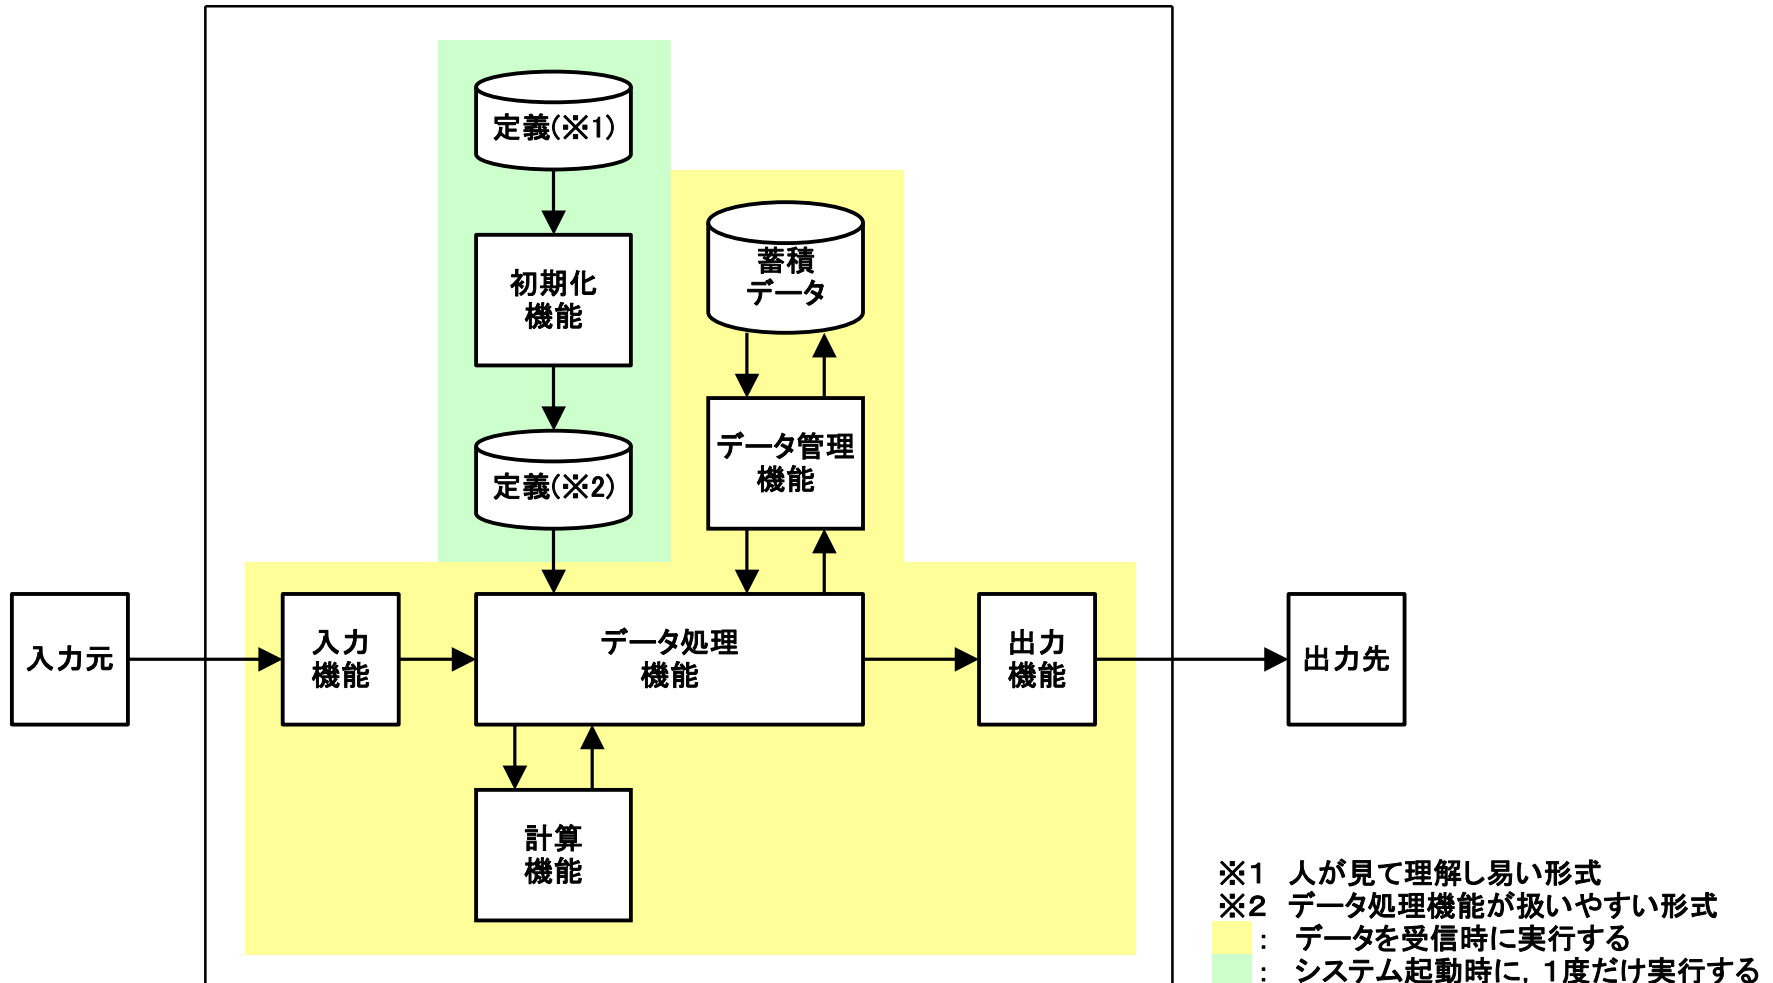 定義(※1)
初期化
機能
定義(※2)
蓄積
データ
データ管理
機能
入力元
入力
機能
データ処理
機能
出力
機能
出力先
計算
機能
※1 人が見て理解し易い形式
※2 データ処理機能が扱いやすい形式
： データを受信時に実行する
： システム起動時に，1度だけ実行する